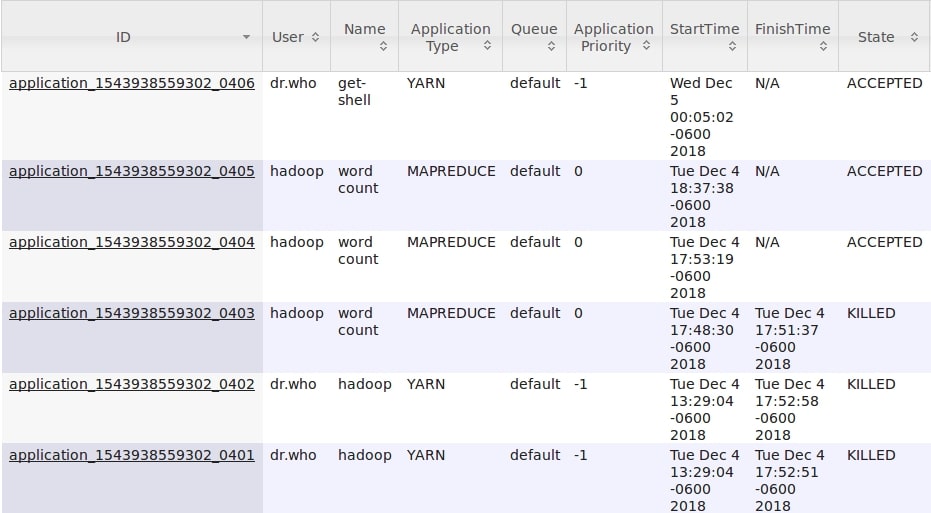 ID User Name Application Type Queue Application Priority StartTime FinishTime State
application_1543938559302_0406 dr.who get-shell YARN default -1 Wed Dec 5 00:05:02 -0600 2018 N/A ACCEPTED
application_1543938559302_0405 hadoop word count MAPREDUCE default 0 Tue Dec 4 18:37:38 -0600 2018 N/A ACCEPTED
application_1543938559302_0404 hadoop word count MAPREDUCE default 0 Tue Dec 4 17:53:19 -0600 2018 N/A ACCEPTED
application_1543938559302_0403 hadoop word count MAPREDUCE default 0 Tue Dec 4 17:48:30 -0600 2018 Tue Dec 4 17:51:37 -0600 2018 KILLED
application_1543938559302_0402 dr.who hadoop YARN default -1 Tue Dec 4 13:29:04 -0600 2018 Tue Dec 4 17:52:58 -0600 2018 KILLED
application_1543938559302_0401 dr.who hadoop YARN default -1 Tue Dec 4 13:29:04 -0600 2018 Tue Dec 4 17:52:51 -0600 2018 KILLED